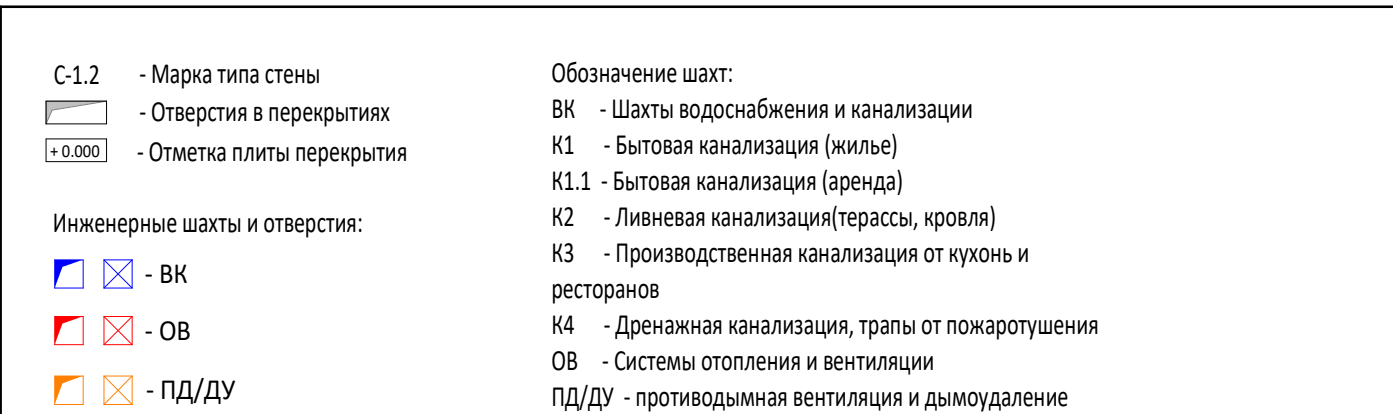 С-1.2 - Марка типа стены
- Отверстия в перекрытиях
+ 0.000 - Отметка плиты перекрытия
Инженерные шахты и отверстия:
- ВК
- ОВ
- ПД/ДУ
Обозначение шахт:
ВК - Шахты водоснабжения и канализации
К1 - Бытовая канализация (жилье)
К1.1 - Бытовая канализация (аренда)
К2 - Ливневая канализация(терассы, кровля)
К3 - Производственная канализация от кухонь и
ресторанов
К4 - Дренажная канализация, трапы от пожаротушения
ОВ - Системы отопления и вентиляции
ПД/ДУ - противодымная вентиляция и дымоудаление